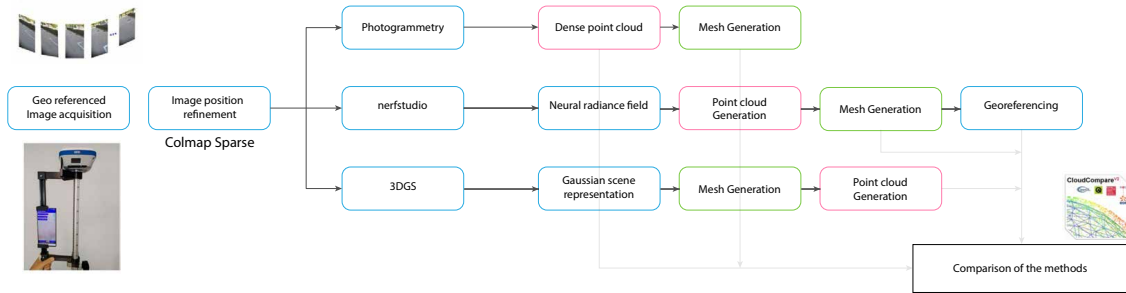 Photogrammetry
Dense point cloud
Mesh Generation
Geo referenced
Image acquisition
Image position
refinement
Colmap Sparse
nerfstudio
Neural radiance field
Point cloud
Generation
Mesh Generation
Georeferencing
3DGS
Gaussian scene
representation
Mesh Generation
Point cloud
Generation
CloudCompare
Comparison of the methods